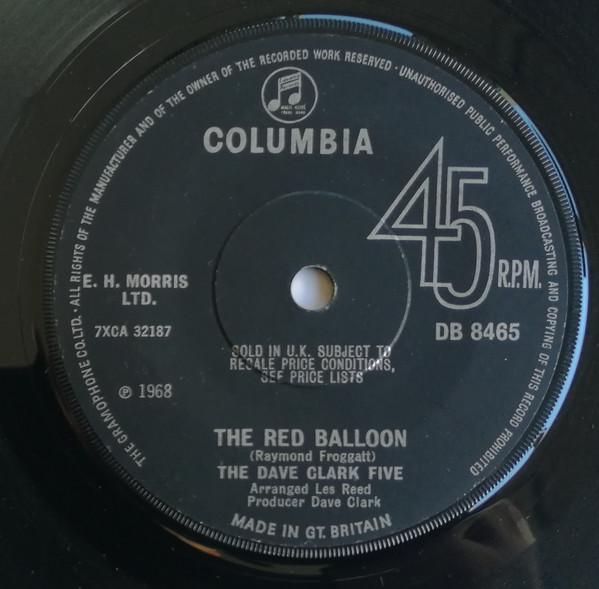 THE GRAMOPHONE CO.LTD. · ALL RIGHTS OF THE MANUFACTURER AND OF THE OWNER OF THE RECORDED WORK RESERVED · UNAUTHORISED PUBLIC PERFORMANCE BROADCASTING AND COPYING OF THIS RECORD PROHIBITED
COLUMBIA
45
R.P.M.
E. H. MORRIS
LTD.
7XCA 32187
DB 8465
SOLD IN U.K. SUBJECT TO
RESALE PRICE CONDITIONS,
SEE PRICE LISTS
℗ 1968
THE RED BALLOON
(Raymond Froggatt)
THE DAVE CLARK FIVE
Arranged Les Reed
Producer Dave Clark
MADE IN GT. BRITAIN